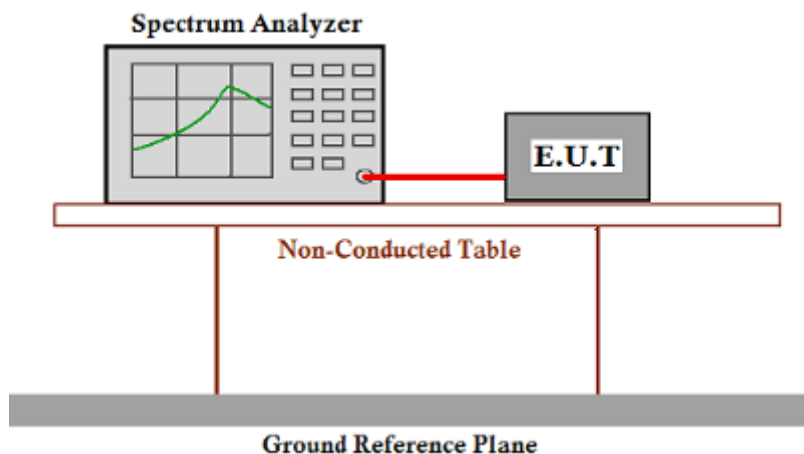 Spectrum Analyzer
E.U.T
Non-Conducted Table
Ground Reference Plane